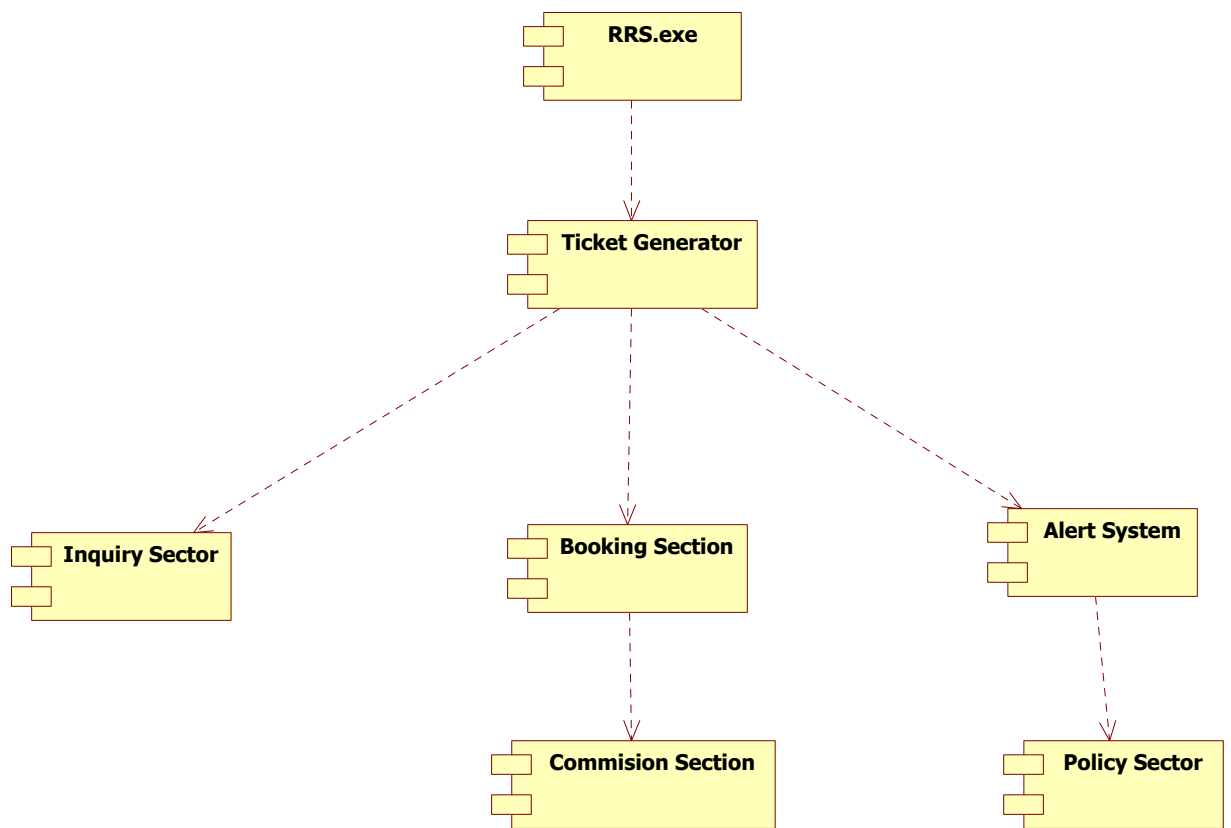 RRS.exe
Ticket Generator
Inquiry Sector
Booking Section
Alert System
Commision Section
Policy Sector